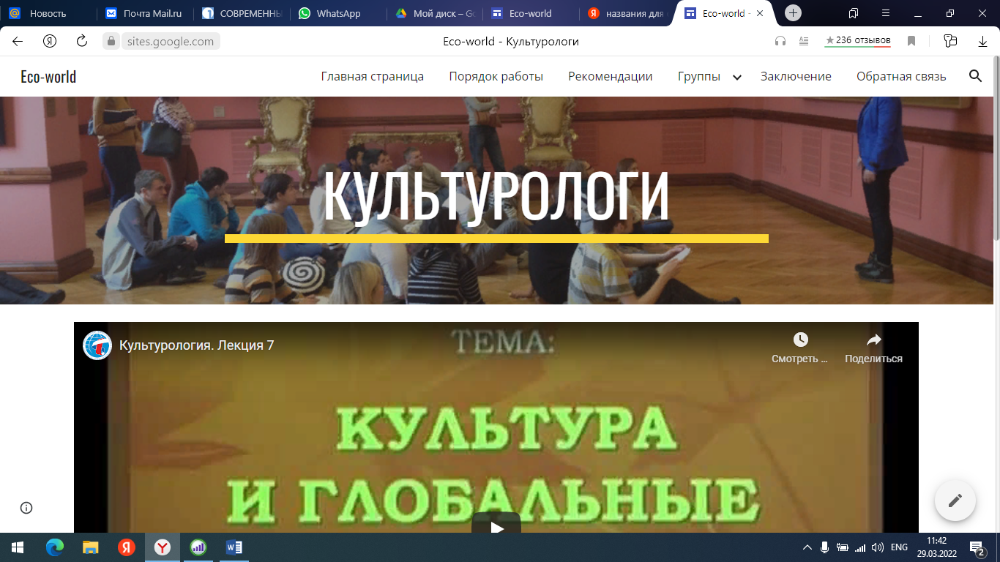 Новость
Почта Mail.ru
СОВРЕМЕННЫ
WhatsApp
Мой диск – Go
Eco-world
названия для
Eco-world -
sites.google.com
Eco-world - Культурологи
★236 отзывов
Eco-world
Главная страница
Порядок работы
Рекомендации
Группы
Заключение
Обратная связь
КУЛЬТУРОЛОГИ
Культурология. Лекция 7
ТЕМА:
Смотреть ...
Поделиться
КУЛЬТУРА
И ГЛОБАЛЬНЫЕ
ENG
11:42
29.03.2022
2